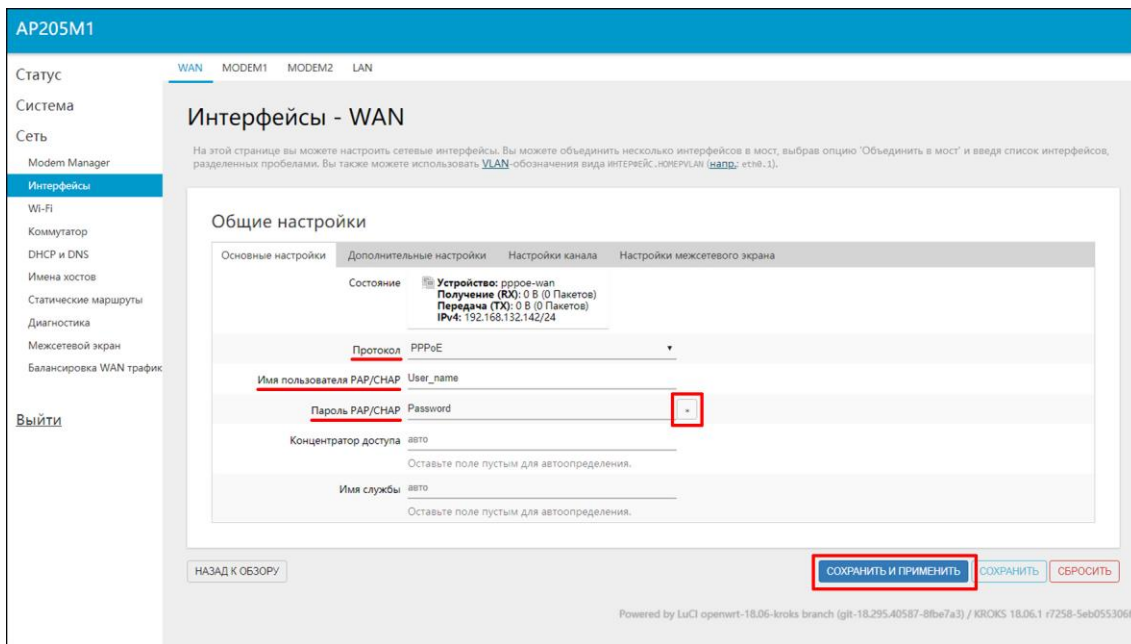 AP205M1
Статус
Система
Сеть
Modem Manager
Интерфейсы
Wi-Fi
Коммутатор
DHCP и DNS
Имена хостов
Статические маршруты
Диагностика
Межсетевой экран
Балансировка WAN трафик
Выйти
WAN MODEM1 MODEM2 LAN
Интерфейсы - WAN
На этой странице вы можете настроить сетевые интерфейсы. Вы можете объединить несколько интерфейсов в мост, выбрав опцию 'Объединить в мост' и введя список интерфейсов,
разделенных пробелами. Вы также можете использовать VLAN-обозначения вида ИНТЕРФЕЙС.НОМЕРVLAN (напр.: eth0.1).
Общие настройки
Основные настройки Дополнительные настройки Настройки канала Настройки межсетевого экрана
Состояние
Устройство: pppoe-wan
Получение (RX): 0 B (0 Пакетов)
Передача (TX): 0 B (0 Пакетов)
IPv4: 192.168.132.142/24
Протокол PPPoE
Имя пользователя PAP/CHAP User_name
Пароль PAP/CHAP Password *
Концентратор доступа авто
Оставьте поле пустым для автоопределения.
Имя службы авто
Оставьте поле пустым для автоопределения.
НАЗАД К ОБЗОРУ СОХРАНИТЬ И ПРИМЕНИТЬ СОХРАНИТЬ СБРОСИТЬ
Powered by LuCI openwrt-18.06-kroks branch (git-18.295.40587-8fbe7a3) / KROKS 18.06.1 r7258-5eb055306f